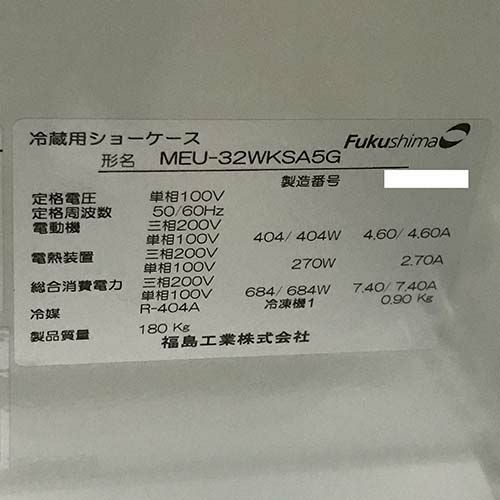 冷蔵用ショーケース Fukushima
形名 MEU-32WKSA5G
製造番号
定格電圧 単相100V
定格周波数 50/60Hz
電動機 三相200V
単相100V 404/ 404W 4.60/ 4.60A
電熱装置 三相200V
単相100V 270W 2.70A
総合消費電力 三相200V
単相100V 684/ 684W 7.40/ 7.40A
冷媒 R-404A 冷凍機1 0.90 Kg
製品質量 180 Kg
福島工業株式会社